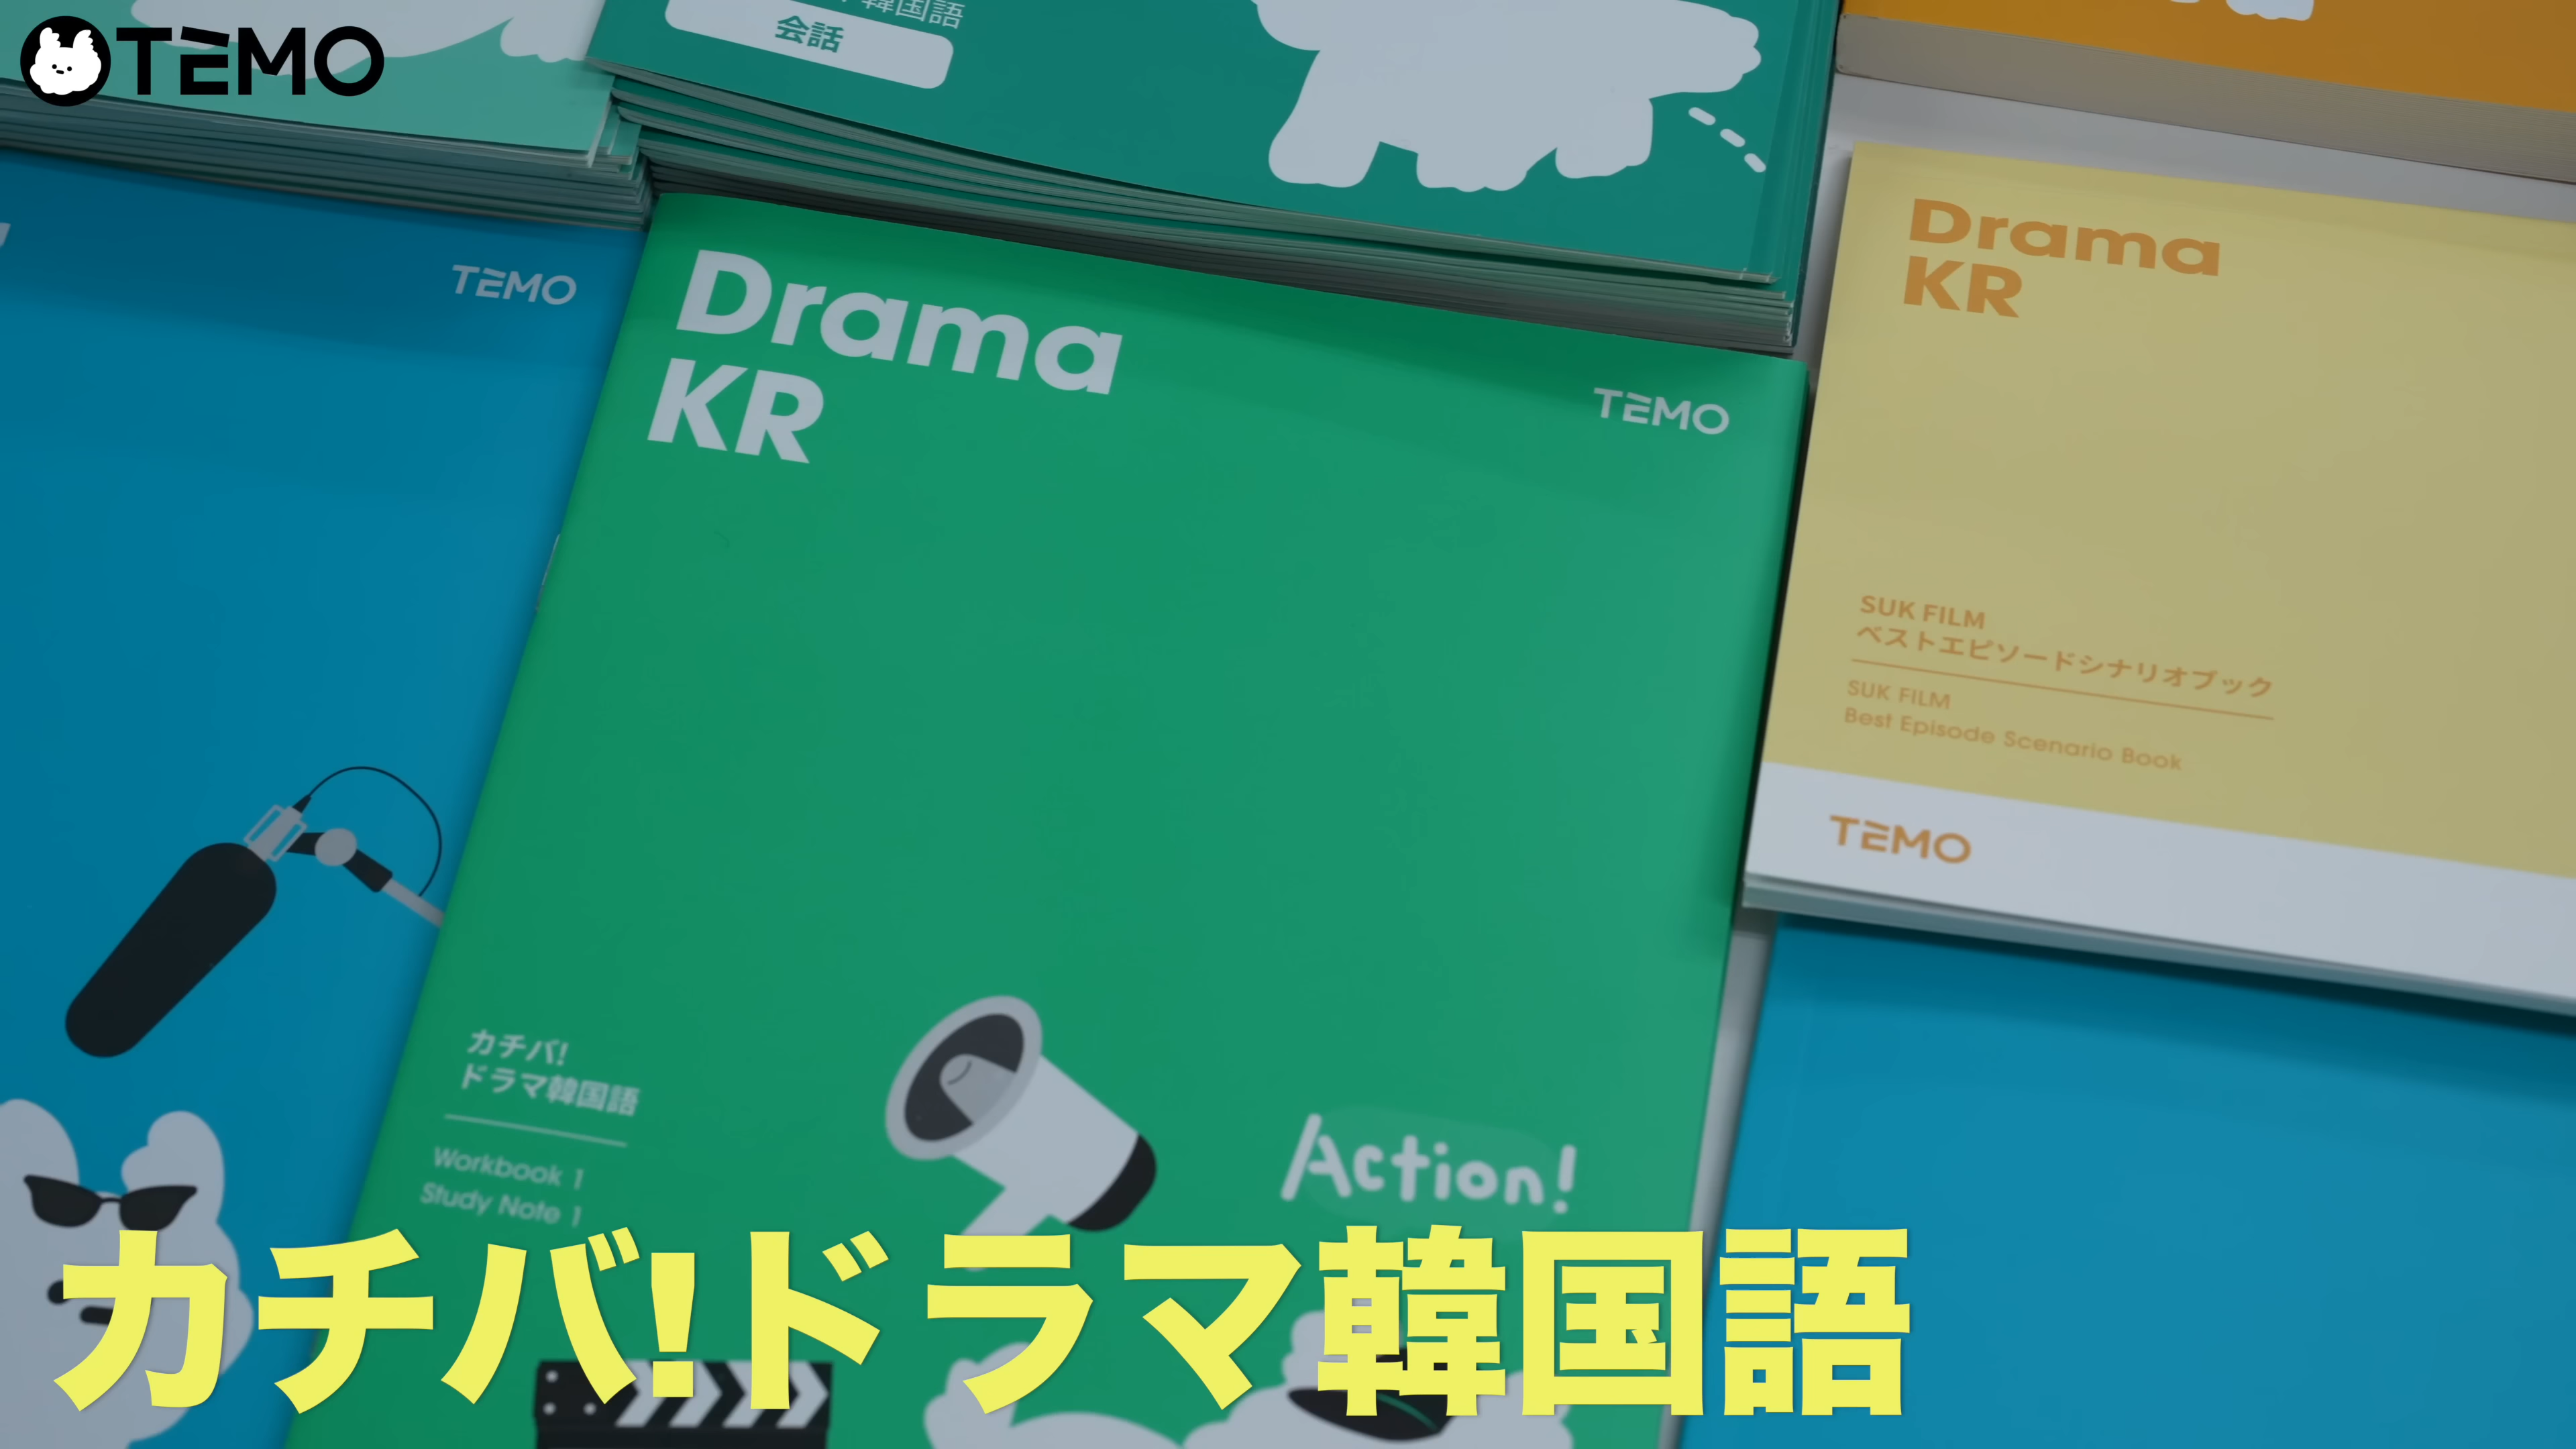 TEMO
韓国語
会話
TEMO
Drama
KR
TEMO
カチバ!
ドラマ韓国語
Workbook 1
Study Note 1
Action!
Drama
KR
SUK FILM
ベストエピソードシナリオブック
SUK FILM
Best Episode Scenario Book
TEMO
カチバ!ドラマ韓国語